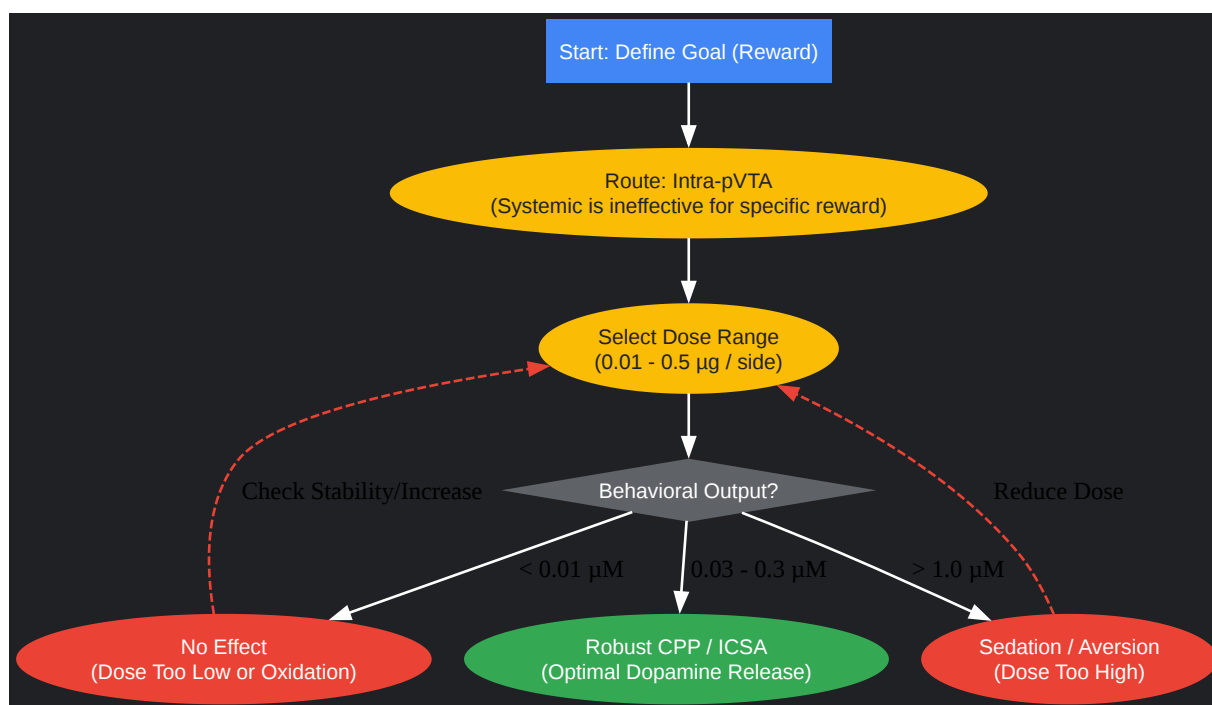 Start: Define Goal (Reward)
Route: Intra-pVTA
(Systemic is ineffective for specific reward)
Select Dose Range
(0.01 - 0.5 µg / side)
Check Stability/Increase
Behavioral Output?
Reduce Dose
< 0.01 µM
0.03 - 0.3 µM
> 1.0 µM
No Effect
(Dose Too Low or Oxidation)
Robust CPP / ICSA
(Optimal Dopamine Release)
Sedation / Aversion
(Dose Too High)